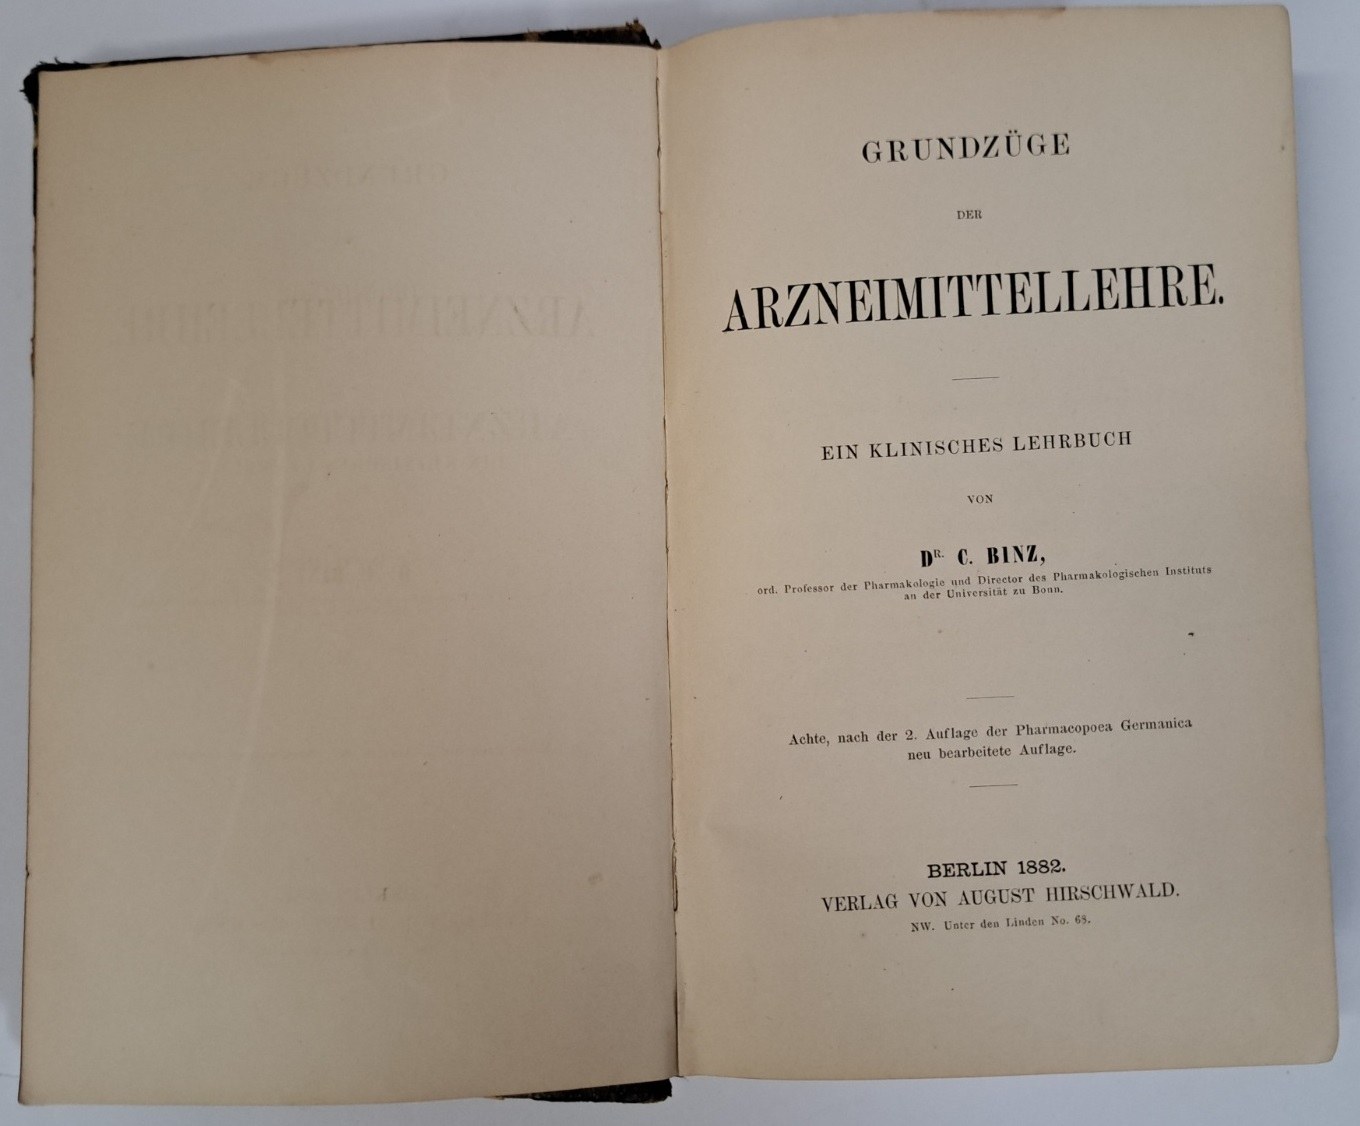 GRUNDZÜGE
DER
ARZNEIMITTELLEHRE.
EIN KLINISCHES LEHRBUCH
VON
DR. C. BINZ,
ord. Professor der Pharmakologie und Director des Pharmakologischen Instituts
an der Universität zu Bonn.
Achte, nach der 2. Auflage der Pharmacopoea Germanica
neu bearbeitete Auflage.
BERLIN 1882.
VERLAG VON AUGUST HIRSCHWALD.
NW. Unter den Linden No. 68.